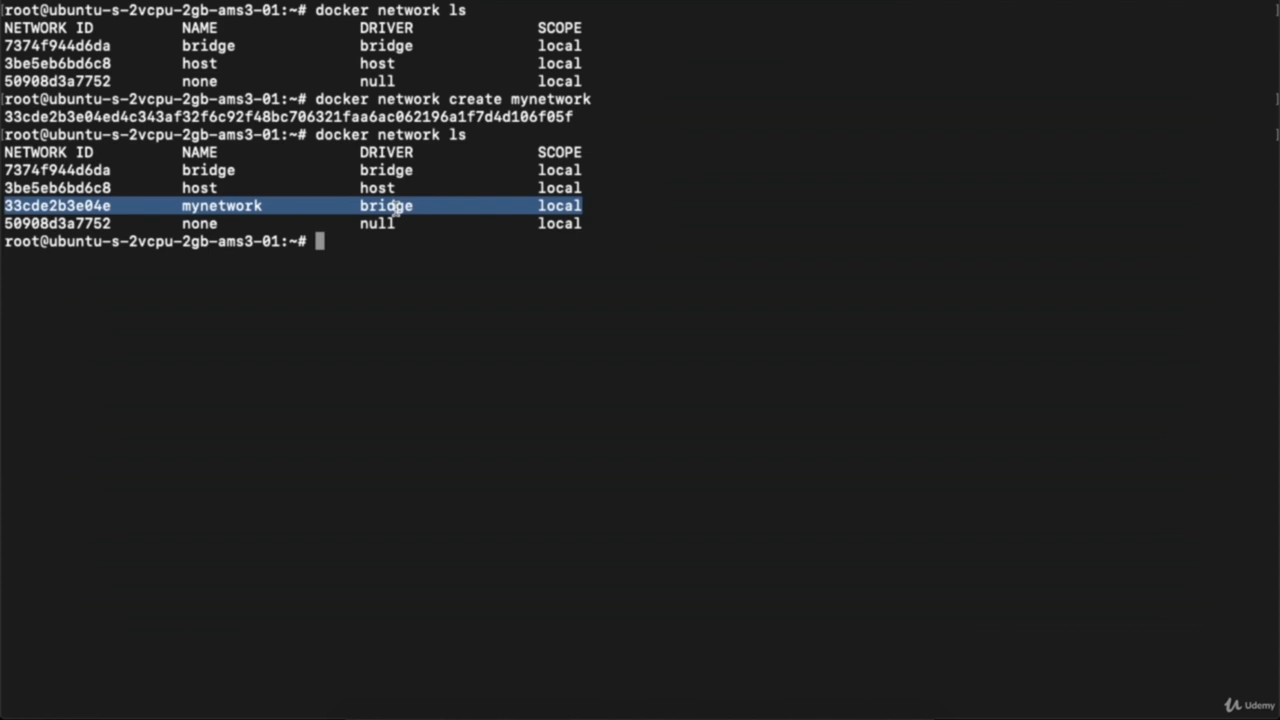 [root@ubuntu-s-2vcpu-2gb-ams3-01:~# docker network ls
NETWORK ID NAME DRIVER SCOPE
7374f944d6da bridge bridge local
3be5eb6bd6c8 host host local
50908d3a7752 none null local
[root@ubuntu-s-2vcpu-2gb-ams3-01:~# docker network create mynetwork ]
33cde2b3e04ed4c343af32f6c92f48bc706321faa6ac062196a1f7d4d106f05f
[root@ubuntu-s-2vcpu-2gb-ams3-01:~# docker network ls ]
NETWORK ID NAME DRIVER SCOPE
7374f944d6da bridge bridge local
3be5eb6bd6c8 host host local
33cde2b3e04e mynetwork bridge local
50908d3a7752 none null local
root@ubuntu-s-2vcpu-2gb-ams3-01:~#
Udemy